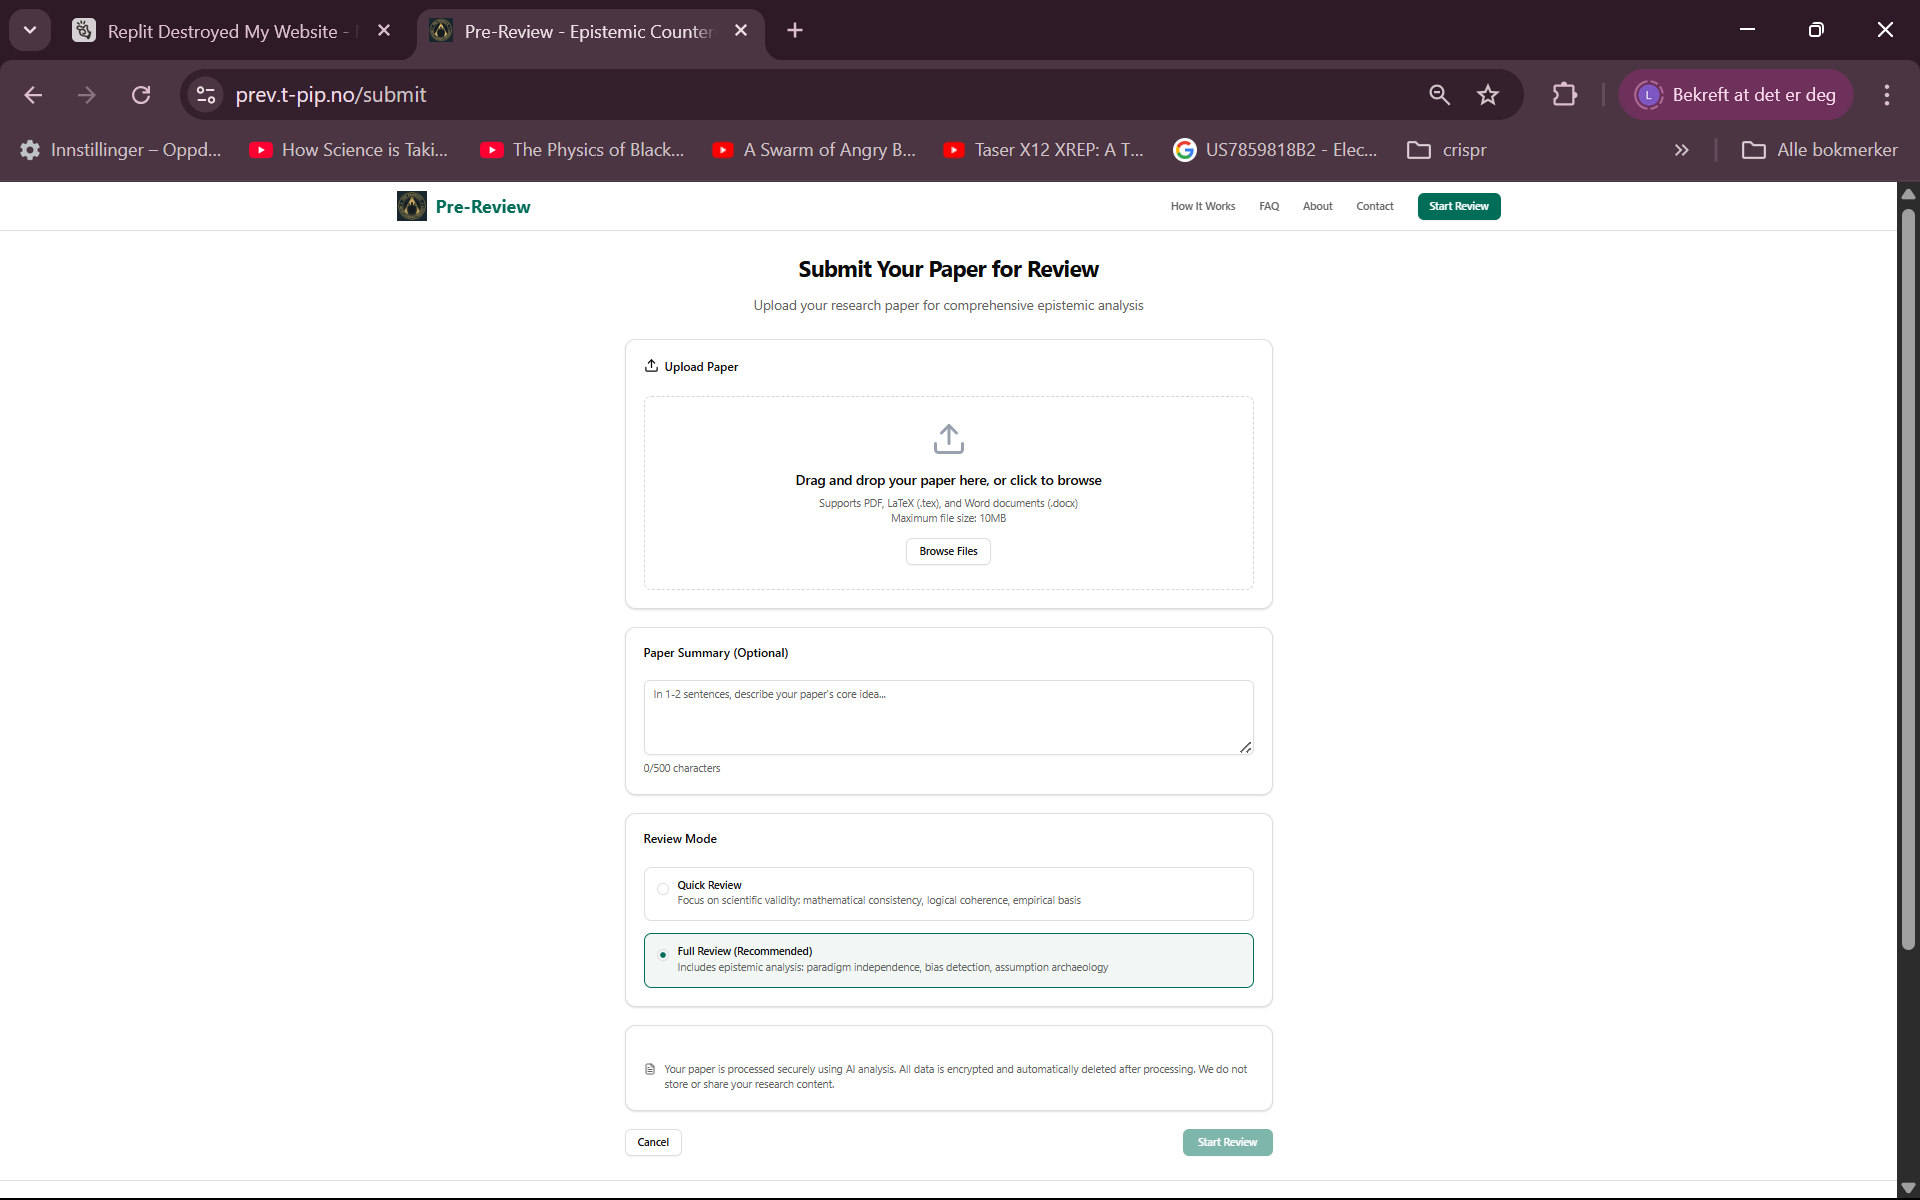 Replit Destroyed My Website -
Pre-Review - Epistemic Counter
prev.t-pip.no/submit
L
Bekreft at det er deg
Innstillinger – Oppd...
How Science is Taki...
The Physics of Black...
A Swarm of Angry B...
Taser X12 XREP: A T...
US7859818B2 - Elec...
crispr
Alle bokmerker
Pre-Review
How It Works
FAQ
About
Contact
Start Review
Submit Your Paper for Review
Upload your research paper for comprehensive epistemic analysis
Upload Paper
Drag and drop your paper here, or click to browse
Supports PDF, LaTeX (.tex), and Word documents (.docx)
Maximum file size: 10MB
Browse Files
Paper Summary (Optional)
In 1-2 sentences, describe your paper's core idea...
0/500 characters
Review Mode
Quick Review
Focus on scientific validity: mathematical consistency, logical coherence, empirical basis
Full Review (Recommended)
Includes epistemic analysis: paradigm independence, bias detection, assumption archaeology
Your paper is processed securely using AI analysis. All data is encrypted and automatically deleted after processing. We do not
store or share your research content.
Cancel
Start Review